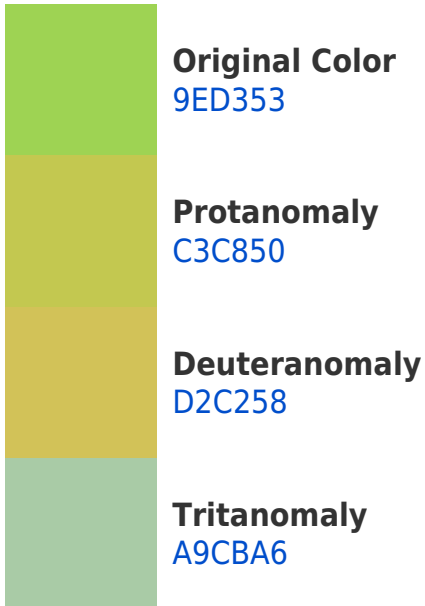 Original Color
9ED353
Protanomaly
C3C850
Deuteranomaly
D2C258
Tritanomaly
A9CBA6